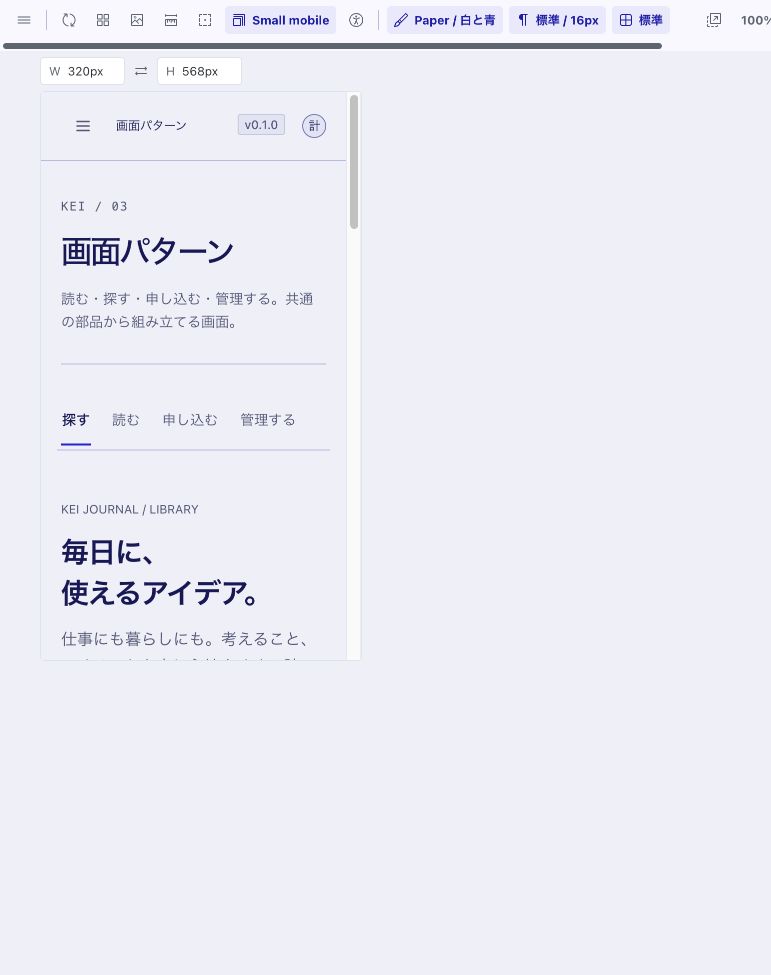 Small mobile
Paper / 白と青
標準 / 16px
標準
100%
W 320px
H 568px
画面パターン
v0.1.0
計
KEI / 03
画面パターン
読む・探す・申し込む・管理する。共通
の部品から組み立てる画面。
探す 読む 申し込む 管理する
KEI JOURNAL / LIBRARY
毎日に、
使えるアイデア。
仕事にも暮らしにも。考えること、